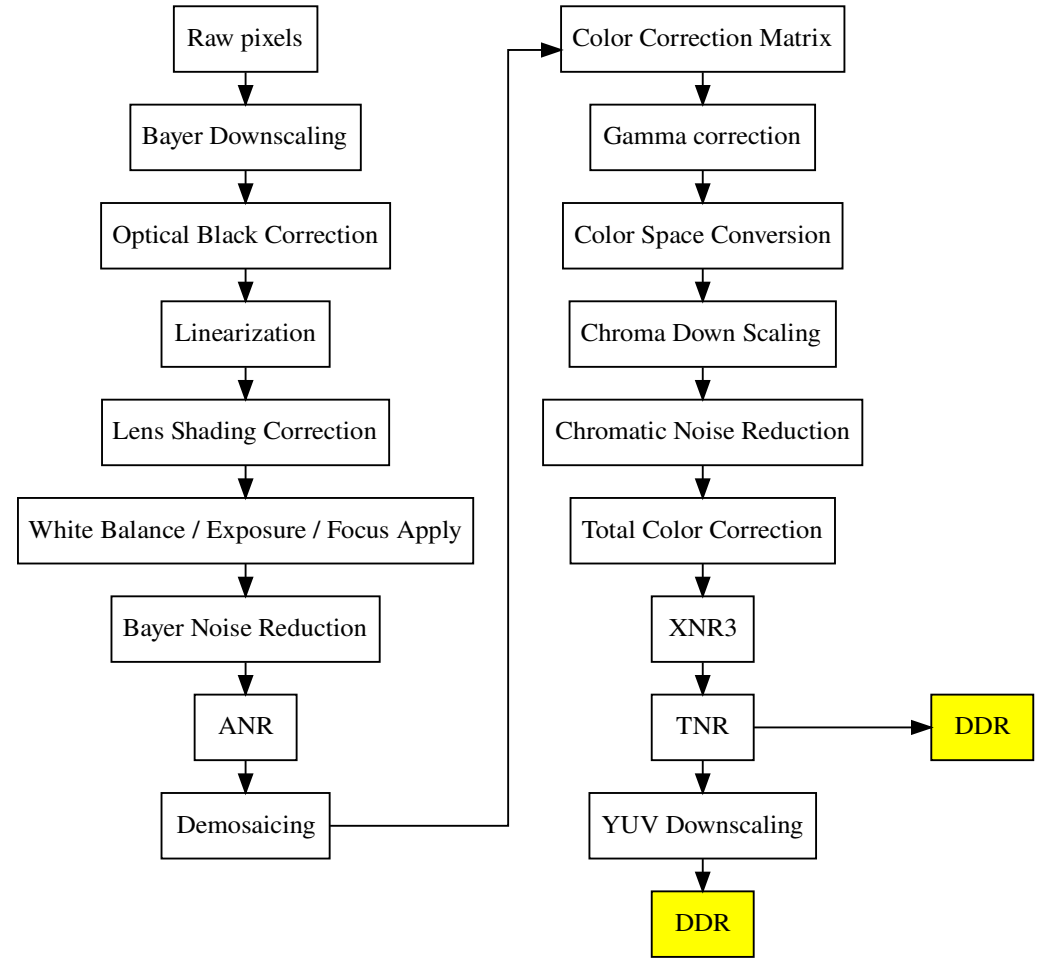 Raw pixels
Bayer Downscaling
Optical Black Correction
Linearization
Lens Shading Correction
White Balance / Exposure / Focus Apply
Bayer Noise Reduction
ANR
Demosaicing
Color Correction Matrix
Gamma correction
Color Space Conversion
Chroma Down Scaling
Chromatic Noise Reduction
Total Color Correction
XNR3
TNR
DDR
YUV Downscaling
DDR